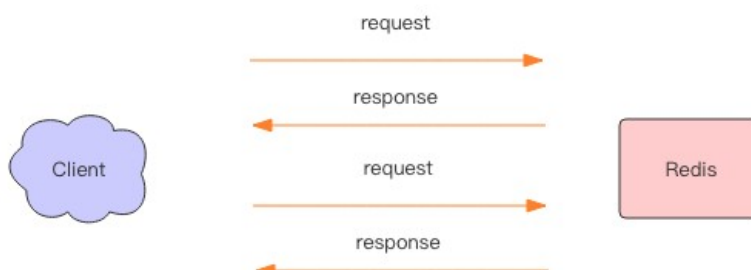 request
response
Client
request
Redis
response